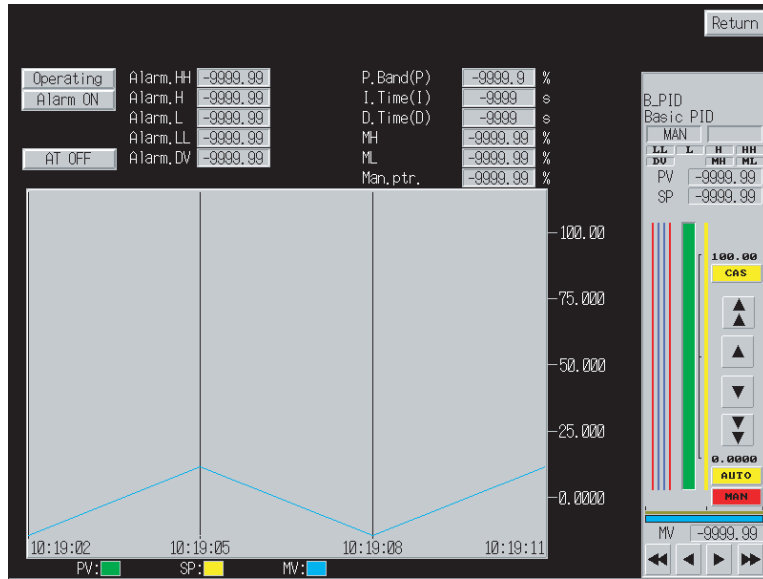 Return
Operating
Alarm ON
AT OFF
Alarm.HH -9999.99
Alarm.H -9999.99
Alarm.L -9999.99
Alarm.LL -9999.99
Alarm.DV -9999.99
P.Band(P) -9999.9 %
I.Time(I) -9999 s
D.Time(D) -9999 s
MH -9999.99 %
ML -9999.99 %
Man.ptr. -9999.99 %
100.00
75.000
50.000
25.000
0.0000
10:19:02 10:19:05 10:19:08 10:19:11
PV: SP: MV:
B_PID
Basic PID
MAN
LL L H HH
DV MH ML
PV -9999.99
SP -9999.99
100.00
CAS
0.0000
AUTO
MAN
MV -9999.99